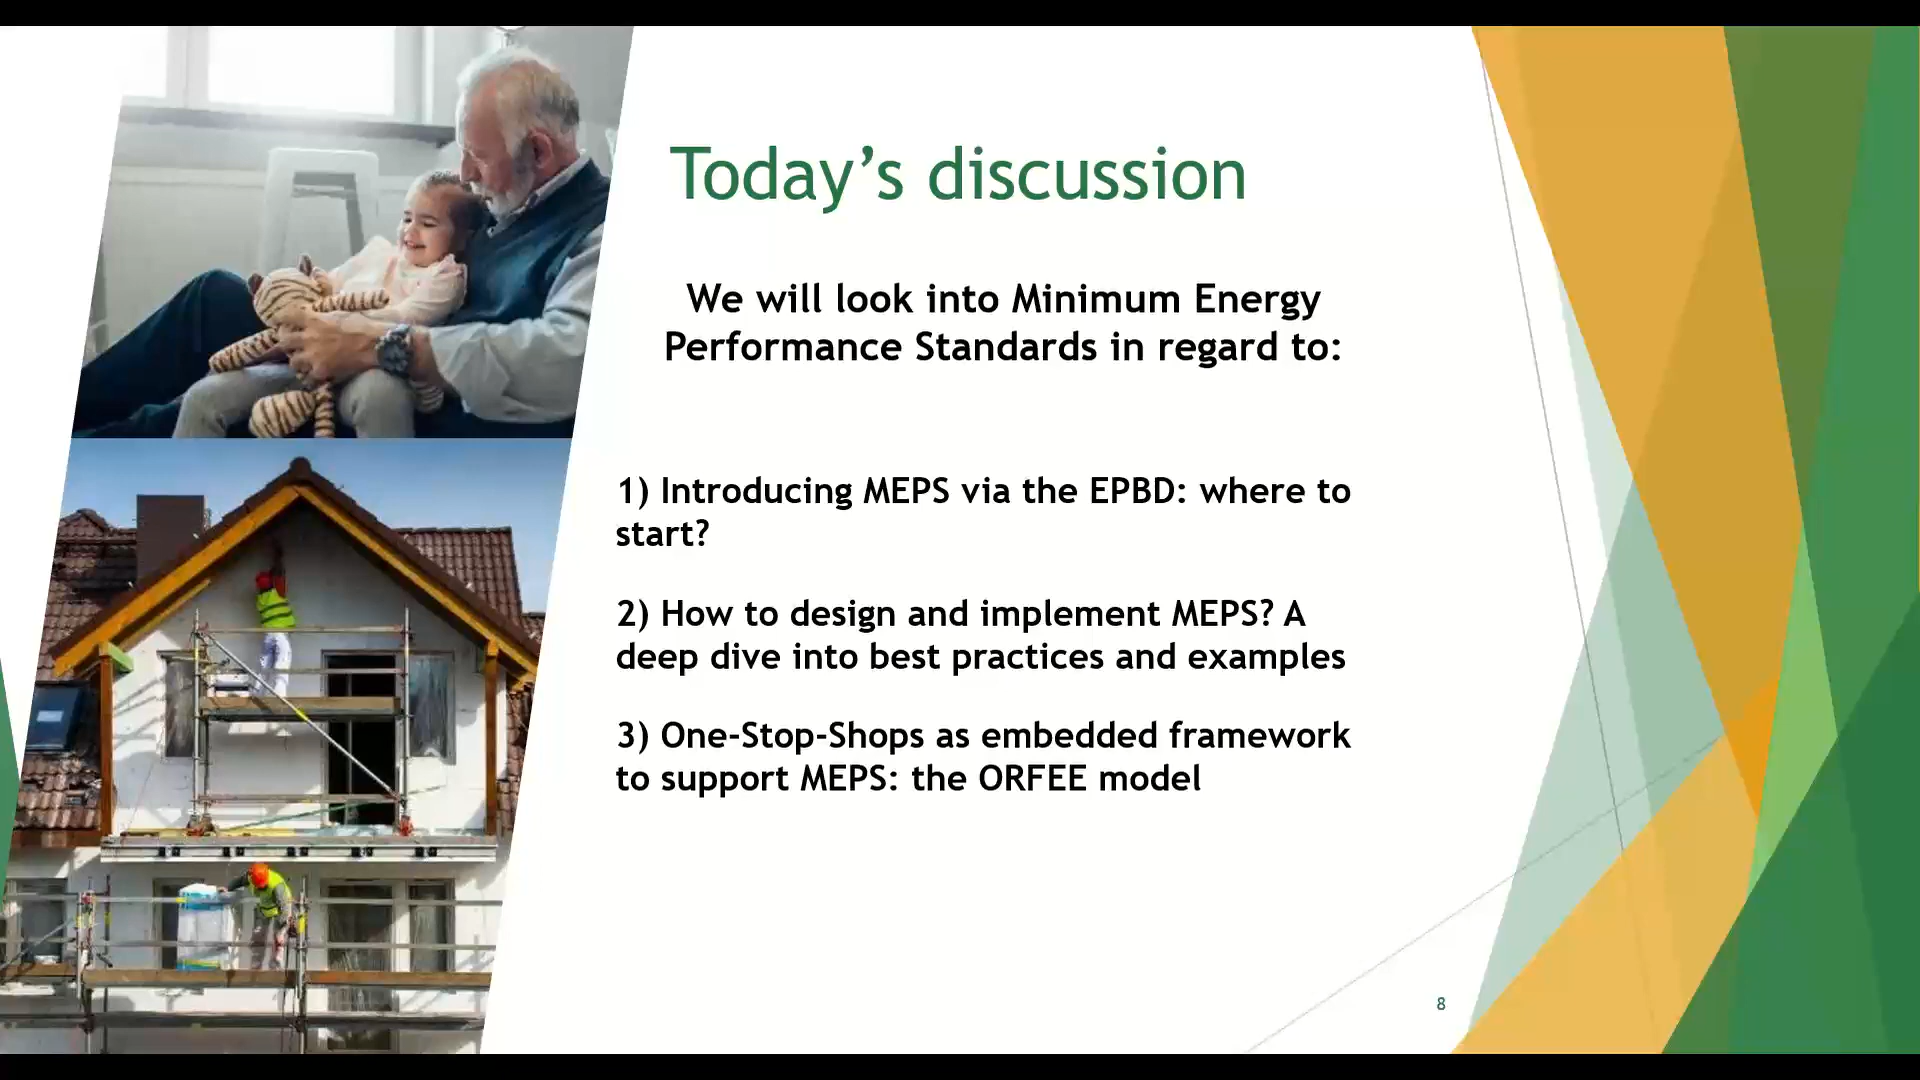 Today’s discussion
We will look into Minimum Energy
Performance Standards in regard to:
1) Introducing MEPS via the EPBD: where to
start?
2) How to design and implement MEPS? A
deep dive into best practices and examples
3) One-Stop-Shops as embedded framework
to support MEPS: the ORFEE model
8